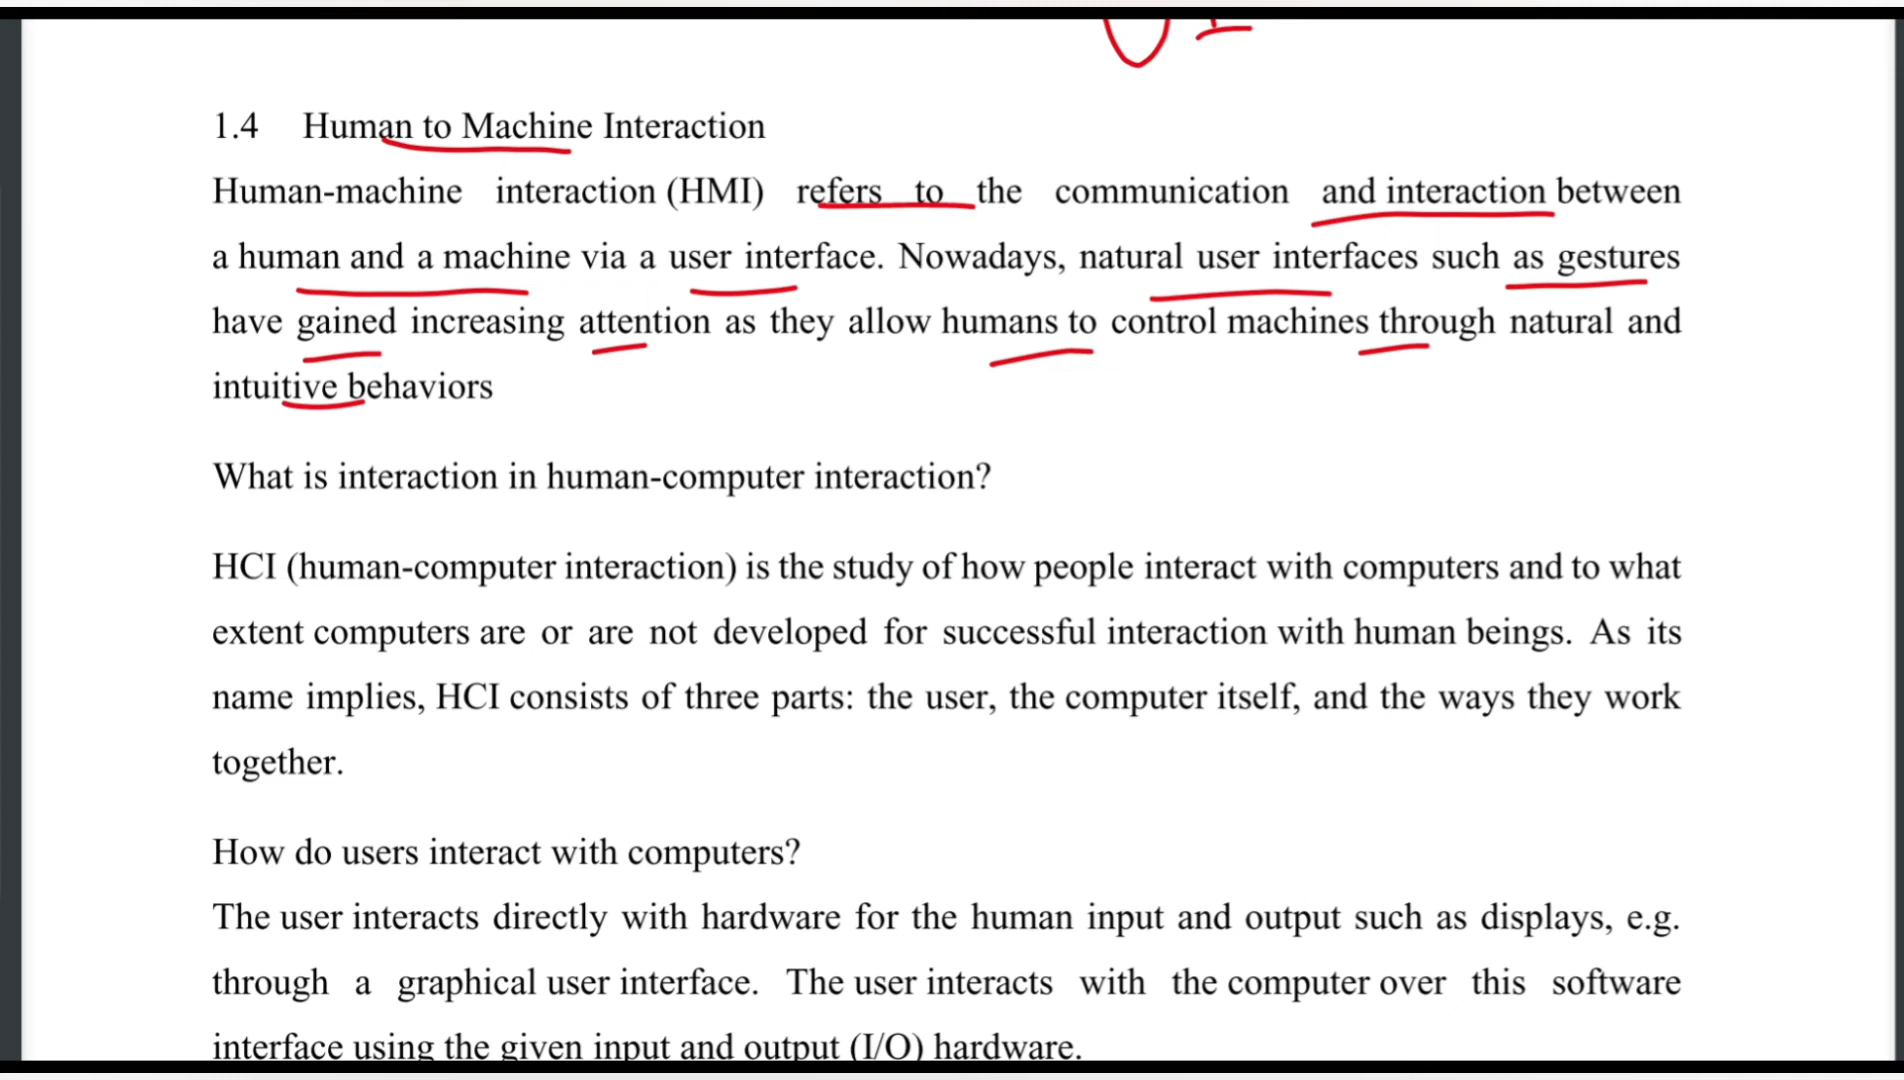 1.4 Human to Machine Interaction
Human-machine interaction (HMI) refers to the communication and interaction between
a human and a machine via a user interface. Nowadays, natural user interfaces such as gestures
have gained increasing attention as they allow humans to control machines through natural and
intuitive behaviors
What is interaction in human-computer interaction?
HCI (human-computer interaction) is the study of how people interact with computers and to what
extent computers are or are not developed for successful interaction with human beings. As its
name implies, HCI consists of three parts: the user, the computer itself, and the ways they work
together.
How do users interact with computers?
The user interacts directly with hardware for the human input and output such as displays, e.g.
through a graphical user interface. The user interacts with the computer over this software
interface using the given input and output (I/O) hardware.